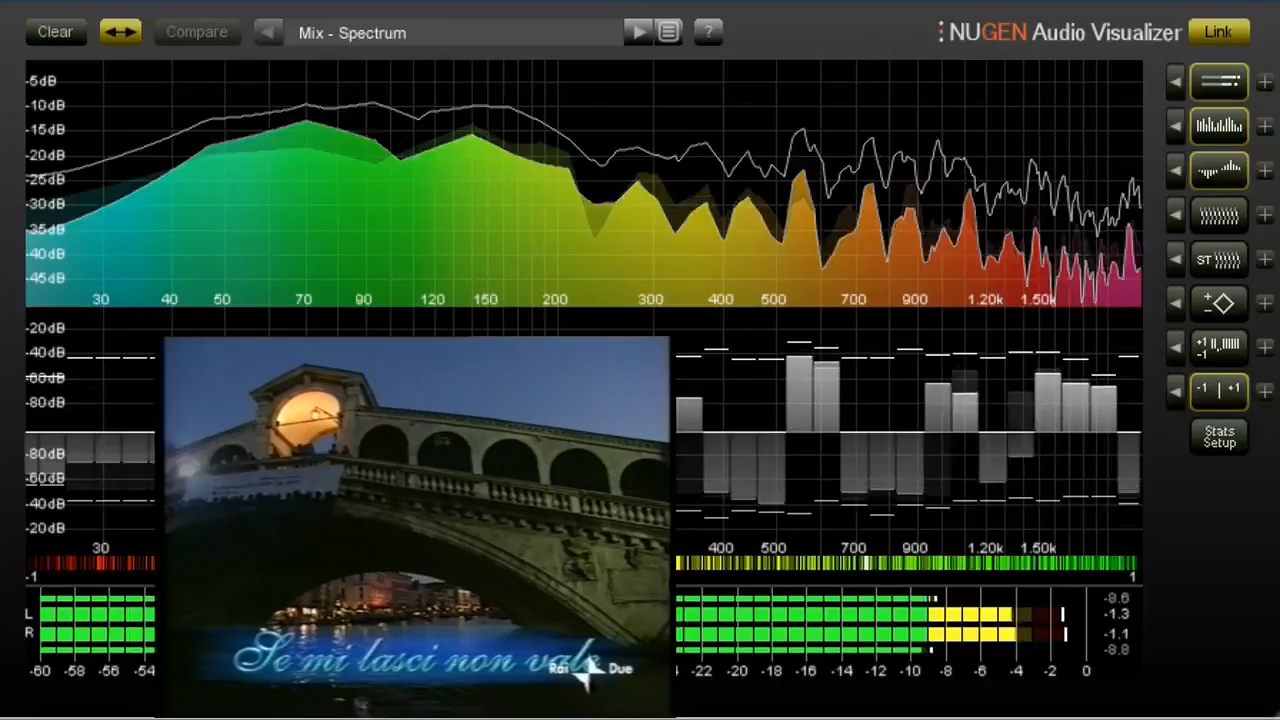 Clear
Compare
Mix - Spectrum
?
NUGEN Audio Visualizer
Link
-5dB
-10dB
-15dB
-20dB
-25dB
-30dB
-35dB
-40dB
-45dB
30 40 50 70 90 120 150 200 300 400 500 700 900 1.20k 1.50k
ST
+1
-1
-1 | +1
Stats
Setup
-20dB
-40dB
-60dB
-80dB
-80dB
-60dB
-40dB
-20dB
30 400 500 700 900 1.20k 1.50k
-1 1
L
R
-8.6
-1.3
-1.1
-8.8
-60 -58 -56 -54 -22 -20 -18 -16 -14 -12 -10 -8 -6 -4 -2 0
Se mi lasci non vale
Rai Due